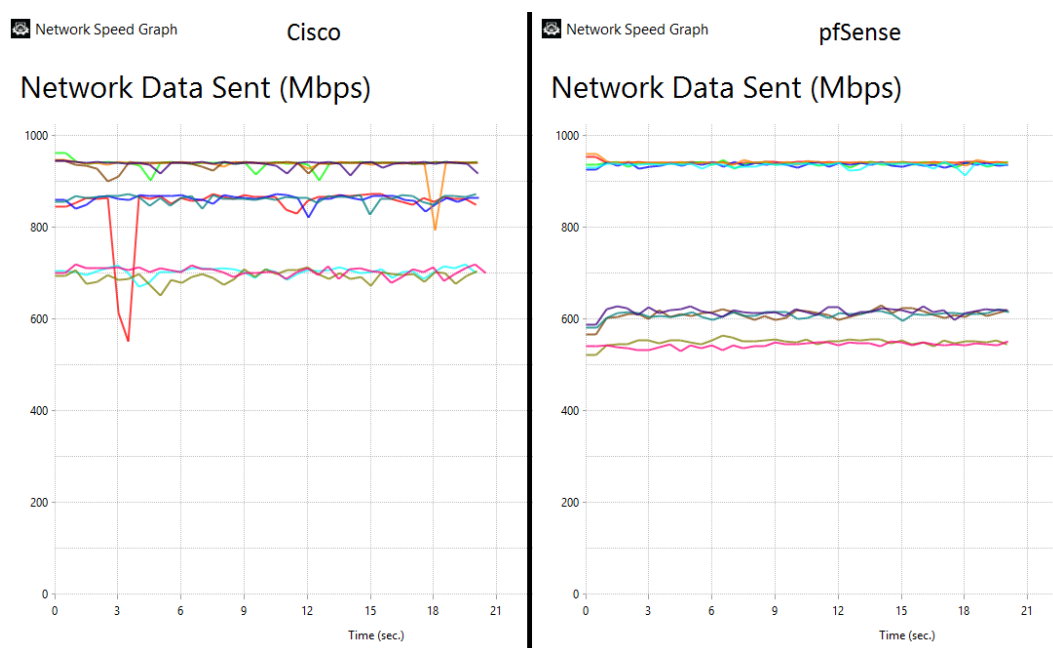 Network Speed Graph
Cisco
Network Data Sent (Mbps)
1000
800
600
400
200
0
0 3 6 9 12 15 18 21
Time (sec.)
Network Speed Graph
pfSense
Network Data Sent (Mbps)
1000
800
600
400
200
0
0 3 6 9 12 15 18 21
Time (sec.)